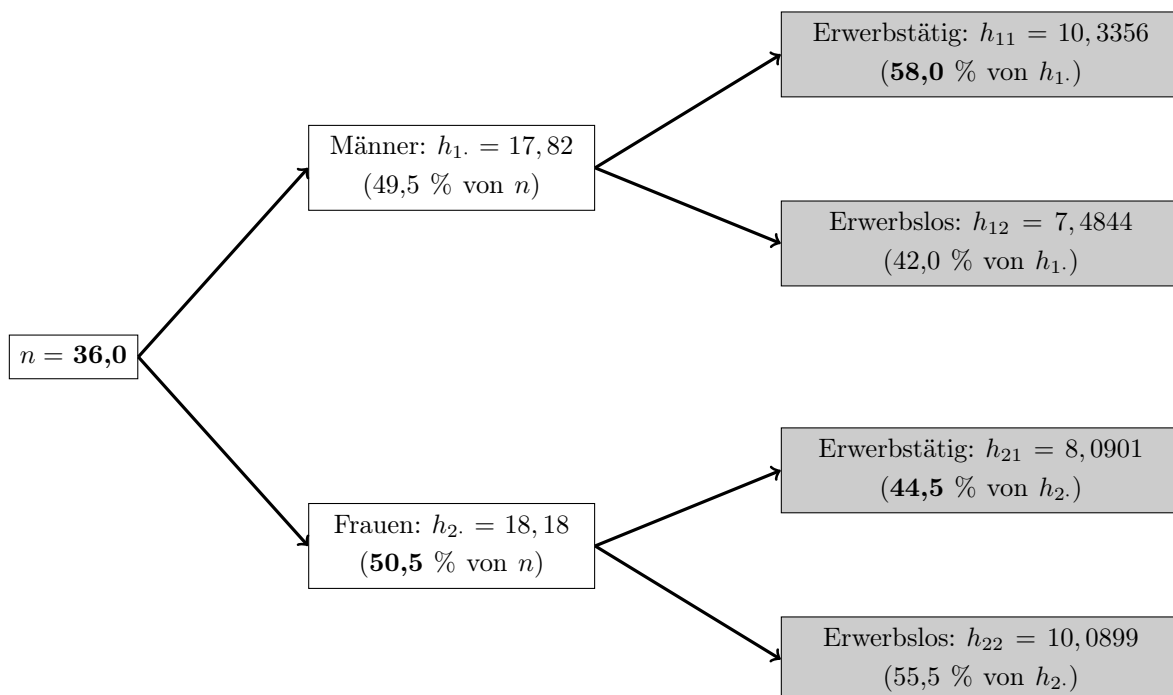 Erwerbstätig: h₁₁ = 10, 3356
(58,0 % von h₁.)
Männer: h₁. = 17, 82
(49,5 % von n)
Erwerbslos: h₁₂ = 7, 4844
(42,0 % von h₁.)
n = 36,0
Erwerbstätig: h₂₁ = 8, 0901
(44,5 % von h₂.)
Frauen: h₂. = 18, 18
(50,5 % von n)
Erwerbslos: h₂₂ = 10, 0899
(55,5 % von h₂.)